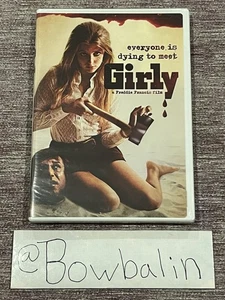 everyone is
dying to meet
Girly
a Freddie Francis Film
@Bowbalin